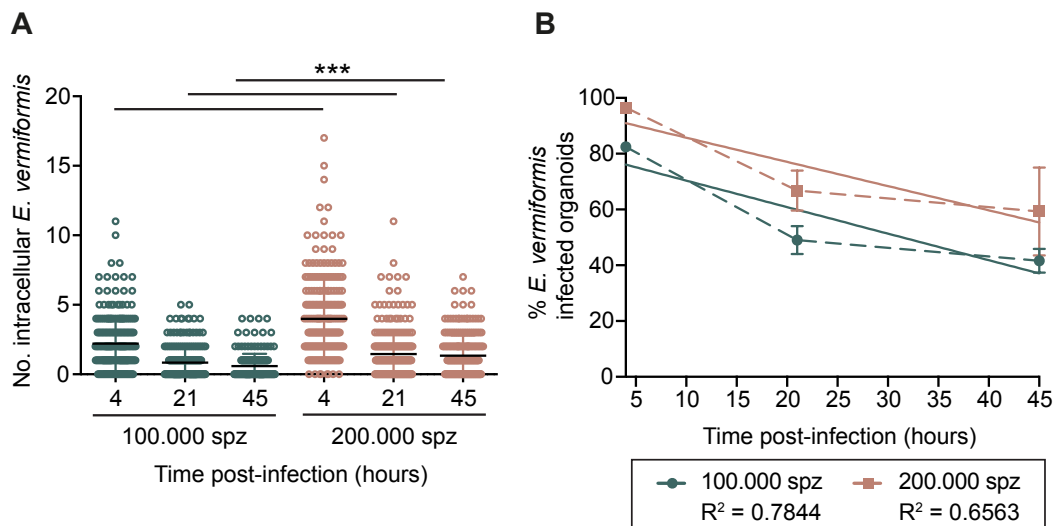 A
No. intracellular E. vermiformis
***
20
15
10
5
0
4 21 45 4 21 45
100.000 spz 200.000 spz
Time post-infection (hours)
B
% E. vermiformis
infected organoids
100
80
60
40
20
0
5 10 15 20 25 30 35 40 45
Time post-infection (hours)
100.000 spz 200.000 spz
R² = 0.7844 R² = 0.6563